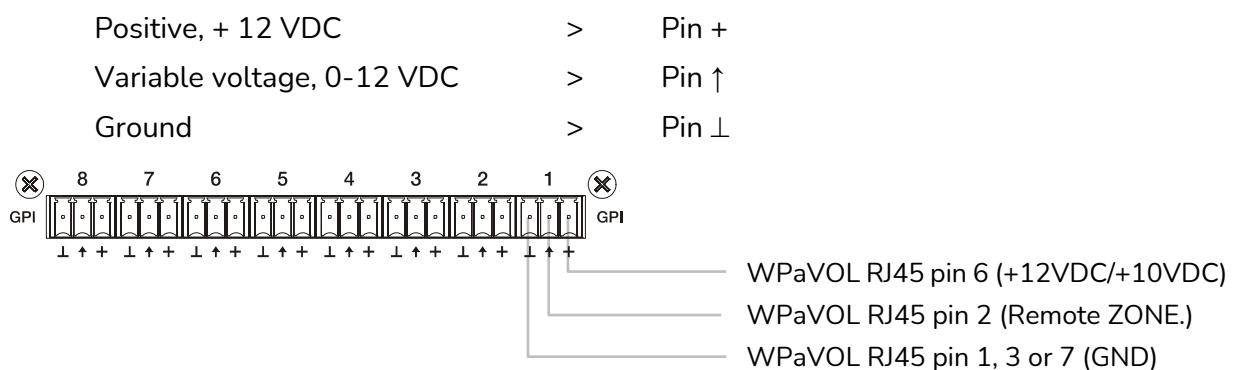 Positive, + 12 VDC > Pin +
Variable voltage, 0-12 VDC > Pin ↑
Ground > Pin ⊥
8 7 6 5 4 3 2 1
GPI GPI
⊥ ↑ + ⊥ ↑ + ⊥ ↑ + ⊥ ↑ + ⊥ ↑ + ⊥ ↑ + ⊥ ↑ + ⊥ ↑ +
WPaVOL RJ45 pin 6 (+12VDC/+10VDC)
WPaVOL RJ45 pin 2 (Remote ZONE.)
WPaVOL RJ45 pin 1, 3 or 7 (GND)